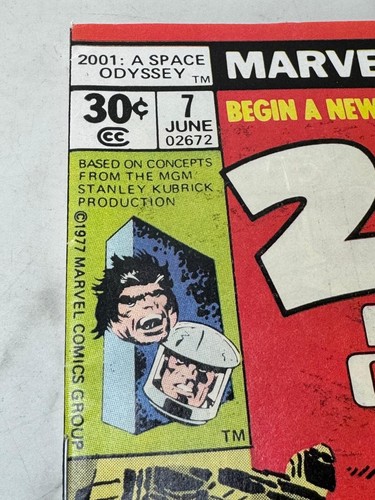 2001: A SPACE
ODYSSEY TM
MARVE
30¢
CC
7
JUNE
02672
BEGIN A NEW
BASED ON CONCEPTS
FROM THE MGM
STANLEY KUBRICK
PRODUCTION
2
©1977 MARVEL COMICS GROUP
TM